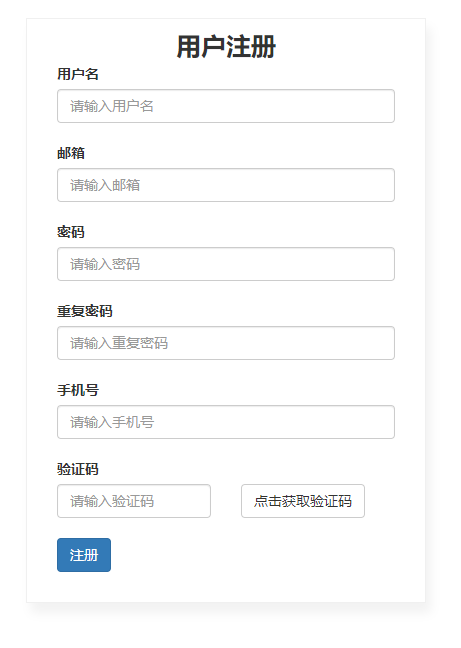 用户注册
用户名
请输入用户名
邮箱
请输入邮箱
密码
请输入密码
重复密码
请输入重复密码
手机号
请输入手机号
验证码
请输入验证码 点击获取验证码
注册